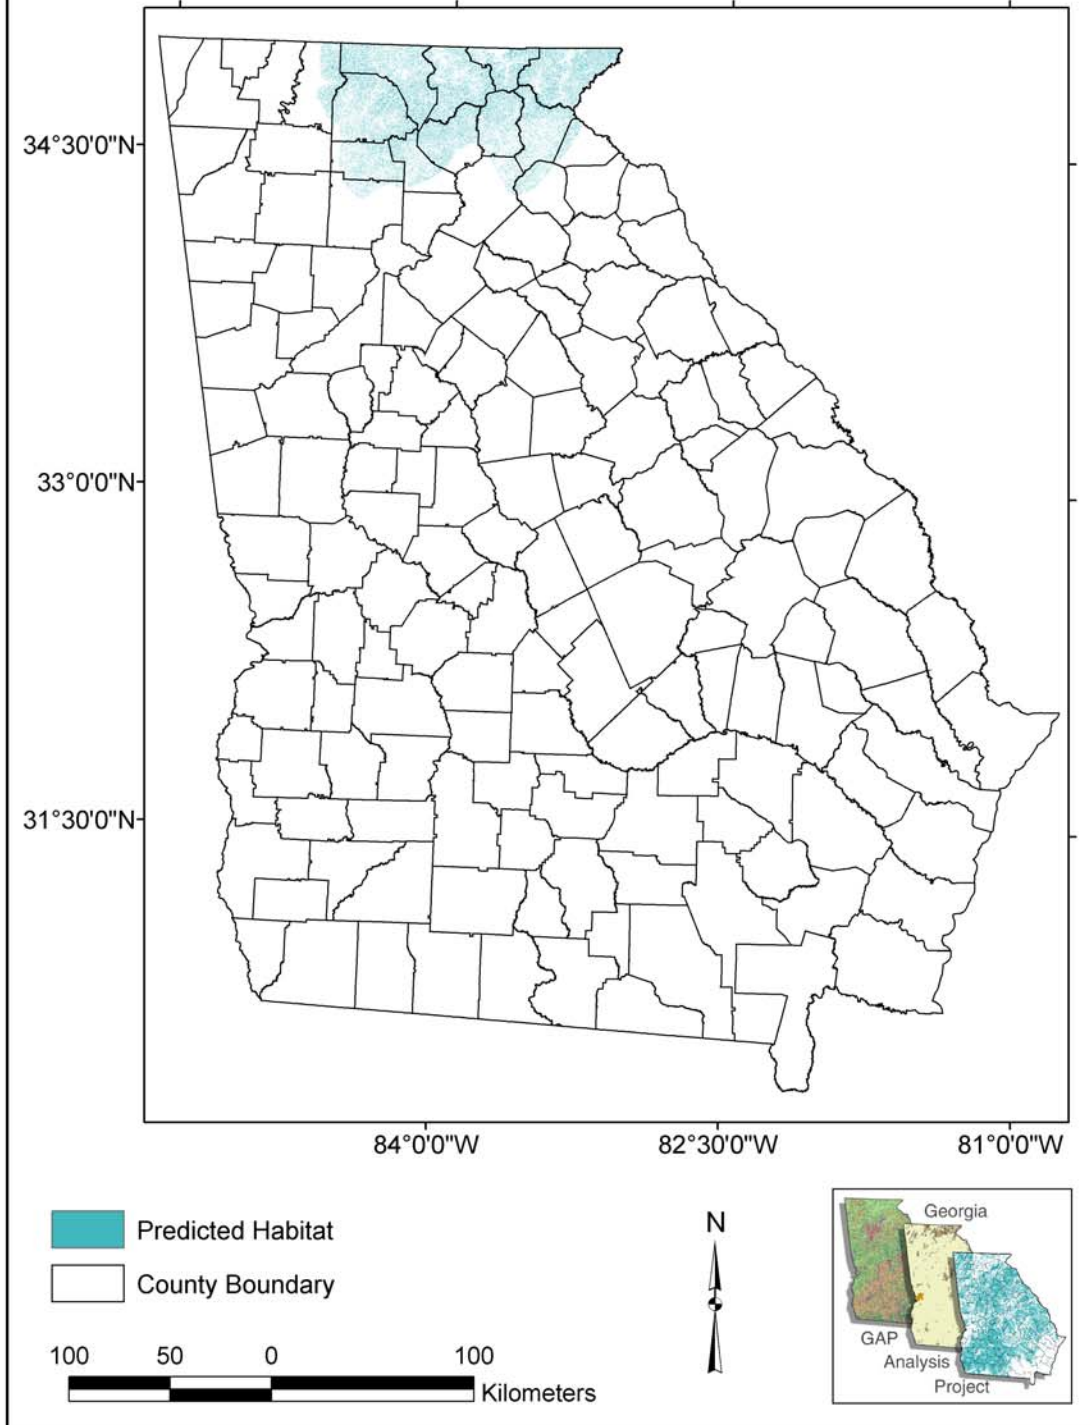 34°30'0"N
33°0'0"N
31°30'0"N
84°0'0"W 82°30'0"W 81°0'0"W
Predicted Habitat
County Boundary
N
100 50 0 100
Kilometers
Georgia
GAP
Analysis
Project